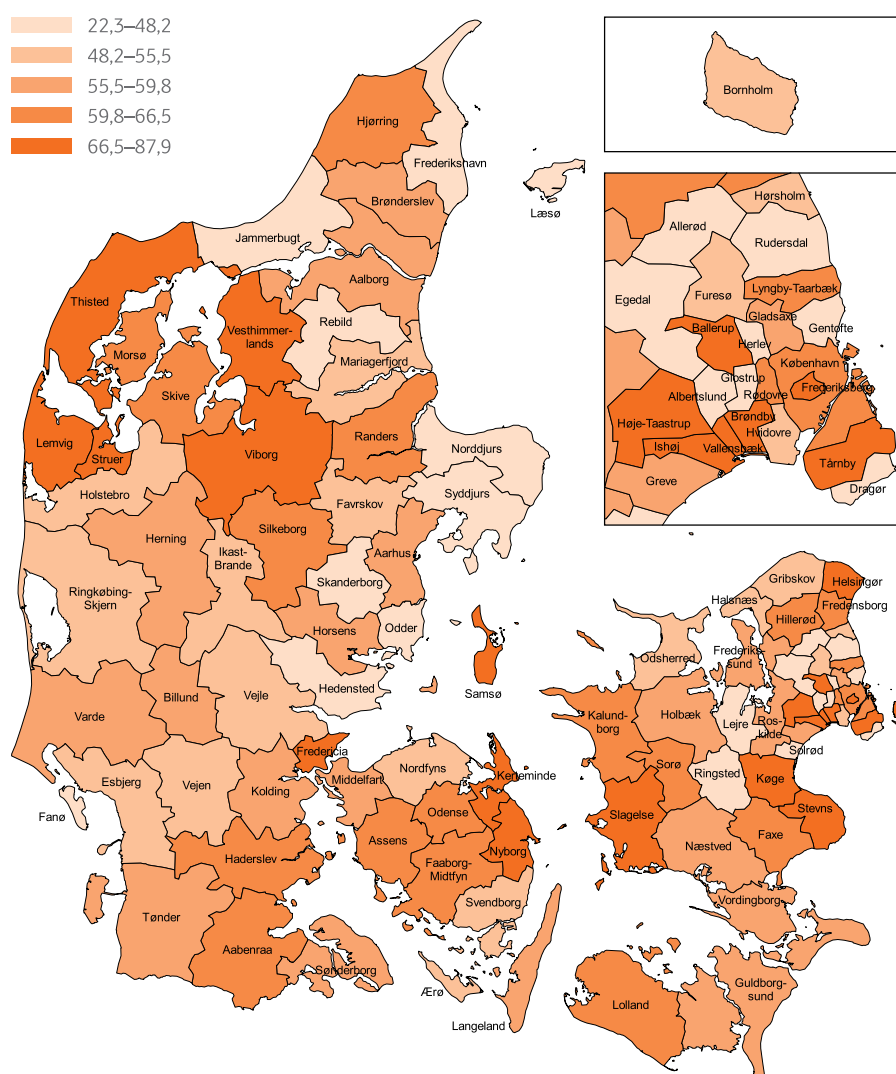 22,3–48,2
48,2–55,5
55,5–59,8
59,8–66,5
66,5–87,9
Bornholm
Hjørring
Frederikshavn
Læsø
Brønderslev
Jammerbugt
Aalborg
Thisted
Vesthimmer-
lands
Rebild
Morsø
Mariagerfjord
Skive
Lemvig
Struer
Viborg
Randers
Norddjurs
Syddjurs
Holstebro
Favrskov
Herning
Silkeborg
Ikast-
Brande
Aarhus
Skanderborg
Ringkøbing-
Skjern
Odder
Horsens
Samsø
Hedensted
Billund
Vejle
Varde
Fredericia
Esbjerg
Vejen
Kolding
Middelfart
Nordfyns
Kerteminde
Fanø
Odense
Assens
Nyborg
Haderslev
Faaborg-
Midtfyn
Svendborg
Tønder
Aabenraa
Sønderborg
Ærø
Langeland
Hørsholm
Allerød
Rudersdal
Egedal
Furesø
Lyngby-Taarbæk
Gladsaxe
Ballerup
Gentofte
Herlev
København
Glostrup
Frederiksberg
Albertslund
Rødovre
Høje-Taastrup
Brøndby
Hvidovre
Ishøj
Vallensbæk
Tårnby
Greve
Dragør
Gribskov
Helsingør
Halsnæs
Fredensborg
Hillerød
Odsherred
Frederiks-
sund
Kalund-
borg
Holbæk
Lejre
Ros-
kilde
Solrød
Sorø
Ringsted
Køge
Slagelse
Stevns
Næstved
Faxe
Vordingborg
Guldborg-
sund
Lolland